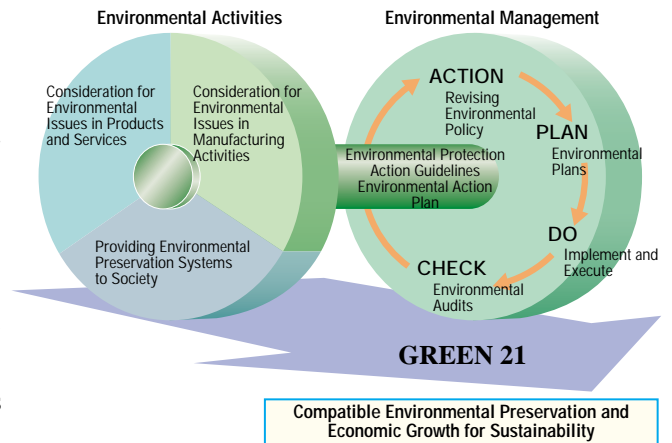 Environmental Activities
Environmental Management
Consideration for
Environmental
Issues in Products
and Services
Consideration for
Environmental
Issues in
Manufacturing
Activities
Providing Environmental
Preservation Systems
to Society
ACTION
Revising
Environmental
Policy
PLAN
Environmental
Plans
DO
Implement and
Execute
CHECK
Environmental
Audits
Environmental Protection
Action Guidelines
Environmental Action
Plan
GREEN 21
Compatible Environmental Preservation and
Economic Growth for Sustainability